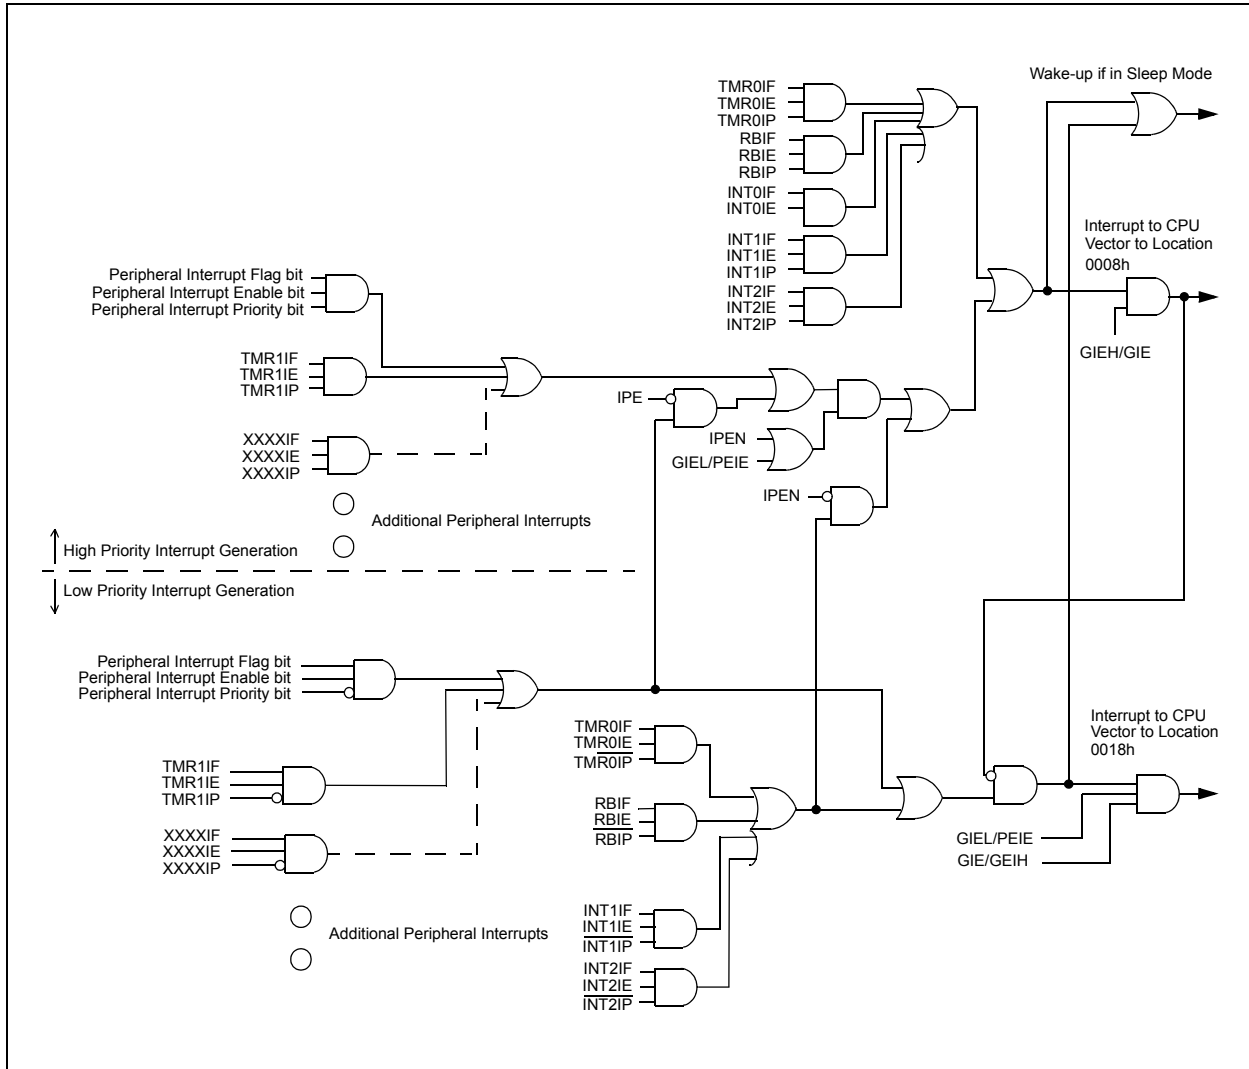 Wake-up if in Sleep Mode
TMR0IF
TMR0IE
TMR0IP
RBIF
RBIE
RBIP
INT0IF
INT0IE
INT1IF
INT1IE
INT1IP
INT2IF
INT2IE
INT2IP
Interrupt to CPU
Vector to Location
0008h
GIEH/GIE
Peripheral Interrupt Flag bit
Peripheral Interrupt Enable bit
Peripheral Interrupt Priority bit
TMR1IF
TMR1IE
TMR1IP
XXXXIF
XXXXIE
XXXXIP
IPE
IPEN
GIEL/PEIE
IPEN
Additional Peripheral Interrupts
High Priority Interrupt Generation
Low Priority Interrupt Generation
Peripheral Interrupt Flag bit
Peripheral Interrupt Enable bit
Peripheral Interrupt Priority bit
TMR1IF
TMR1IE
TMR1IP
XXXXIF
XXXXIE
XXXXIP
Additional Peripheral Interrupts
TMR0IF
TMR0IE
TMR0IP
RBIF
RBIE
RBIP
INT1IF
INT1IE
INT1IP
INT2IF
INT2IE
INT2IP
Interrupt to CPU
Vector to Location
0018h
GIEL/PEIE
GIE/GEIH